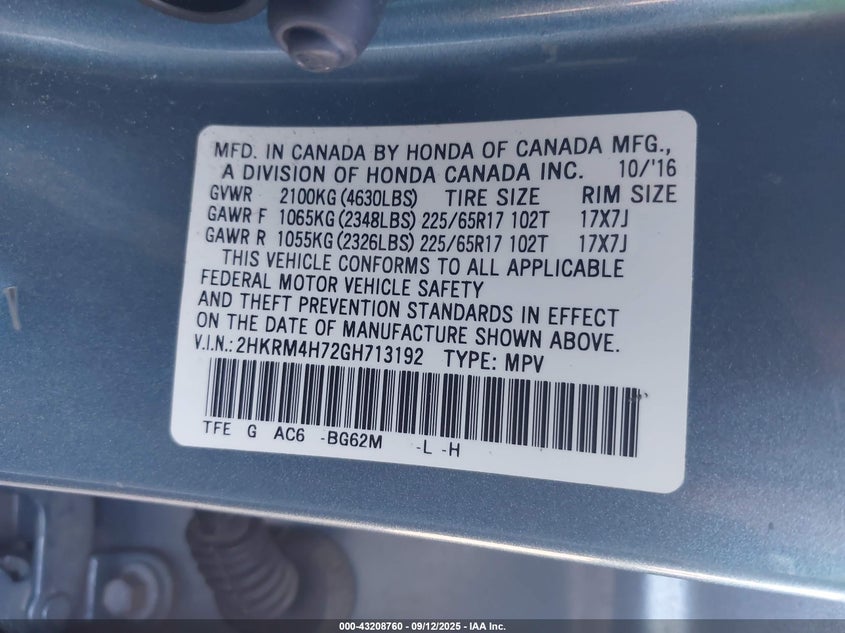 MFD. IN CANADA BY HONDA OF CANADA MFG.,
A DIVISION OF HONDA CANADA INC. 10/'16
GVWR 2100KG (4630LBS) TIRE SIZE RIM SIZE
GAWR F 1065KG (2348LBS) 225/65R17 102T 17X7J
GAWR R 1055KG (2326LBS) 225/65R17 102T 17X7J
THIS VEHICLE CONFORMS TO ALL APPLICABLE
FEDERAL MOTOR VEHICLE SAFETY
AND THEFT PREVENTION STANDARDS IN EFFECT
ON THE DATE OF MANUFACTURE SHOWN ABOVE.
V.I.N.: 2HKRM4H72GH713192 TYPE: MPV
TFE G AC6 -BG62M -L -H
000-43208760 - 09/12/2025 - IAA Inc.